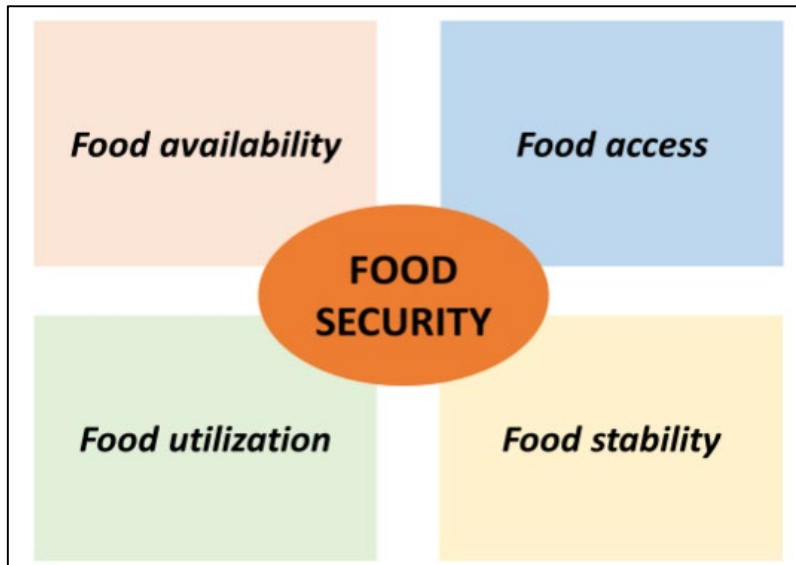 Food availability
Food access
FOOD
SECURITY
Food utilization
Food stability